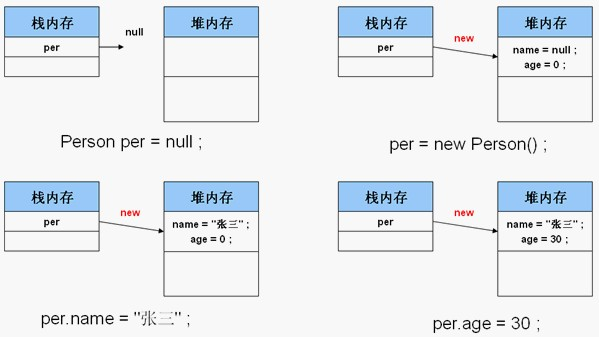 栈内存
堆内存
null
per
Person per = null ;
栈内存
堆内存
new
per
name = null ;
age = 0 ;
per = new Person() ;
栈内存
堆内存
new
per
name = "张三" ;
age = 0 ;
per.name = "张三" ;
栈内存
堆内存
new
per
name = "张三" ;
age = 30 ;
per.age = 30 ;